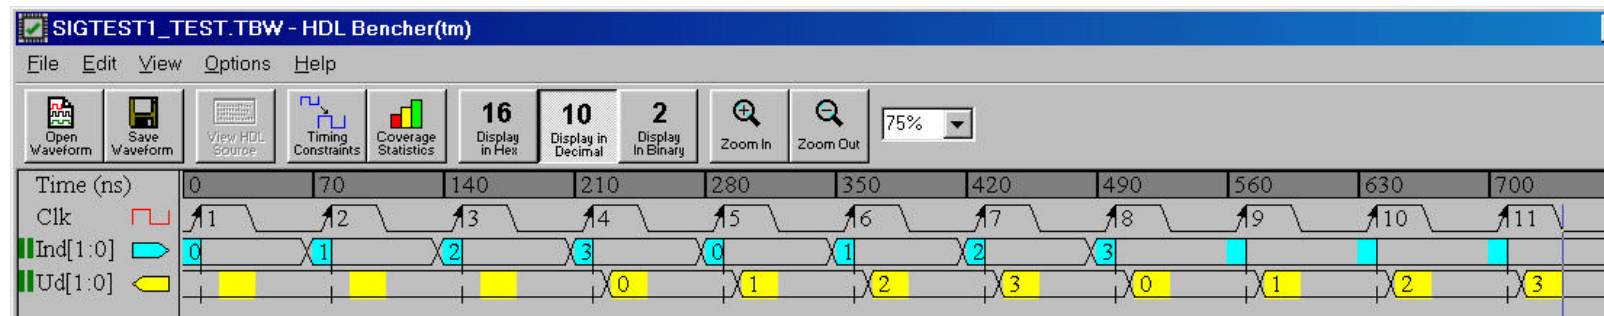 SIGTEST1_TEST.TBW - HDL Bencher(tm)
File Edit View Options Help
Open Waveform Save Waveform View HDL Source Timing Constraints Coverage Statistics 16 Display in Hex 10 Display in Decimal 2 Display In Binary Zoom In Zoom Out 75%
Time (ns) 0 70 140 210 280 350 420 490 560 630 700
Clk 1 2 3 4 5 6 7 8 9 10 11
Ind[1:0] 0 1 2 3 0 1 2 3
Ud[1:0] 0 1 2 3 0 1 2 3